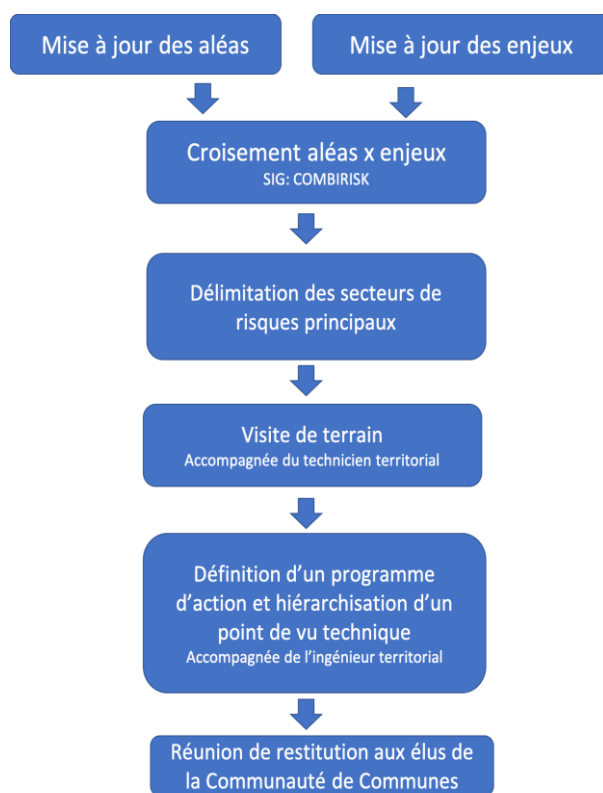 Mise à jour des aléas
Mise à jour des enjeux
Croisement aléas x enjeux
SIG: COMBIRISK
Délimitation des secteurs de
risques principaux
Visite de terrain
Accompagnée du technicien territorial
Définition d'un programme
d'action et hiérarchisation d'un
point de vu technique
Accompagnée de l'ingénieur territorial
Réunion de restitution aux élus de
la Communauté de Communes